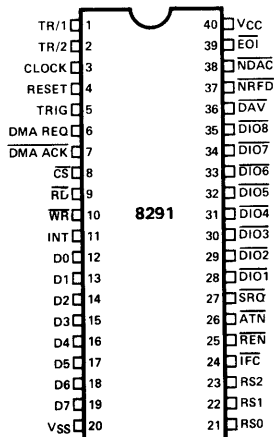 TR/1 1 40 VCC
TR/2 2 39 EOI
CLOCK 3 38 NDAC
RESET 4 37 NRFD
TRIG 5 36 DAV
DMA REQ 6 35 DIO8
DMA ACK 7 34 DIO7
CS 8 33 DIO6
RD 9 32 DIO5
WR 10 8291 31 DIO4
INT 11 30 DIO3
D0 12 29 DIO2
D1 13 28 DIO1
D2 14 27 SRQ
D3 15 26 ATN
D4 16 25 REN
D5 17 24 IFC
D6 18 23 RS2
D7 19 22 RS1
VSS 20 21 RS0